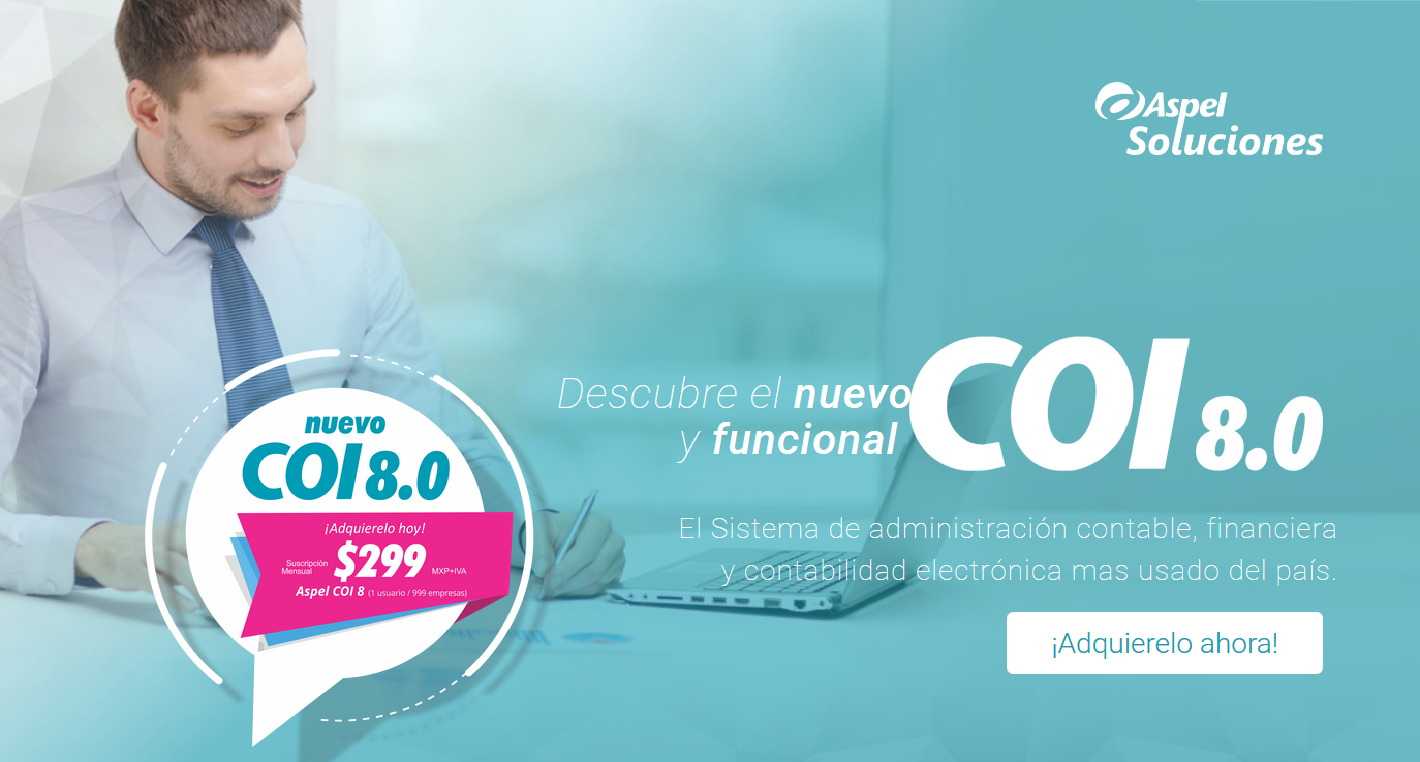 Aspel
Soluciones
Descubre el nuevo
y funcional
COI 8.0
El Sistema de administración contable, financiera
y contabilidad electrónica mas usado del país.
¡Adquierelo ahora!
nuevo
COI 8.0
¡Adquierelo hoy!
Suscripción
Mensual
$299
MXP+IVA
Aspel COI 8 (1 usuario / 999 empresas)